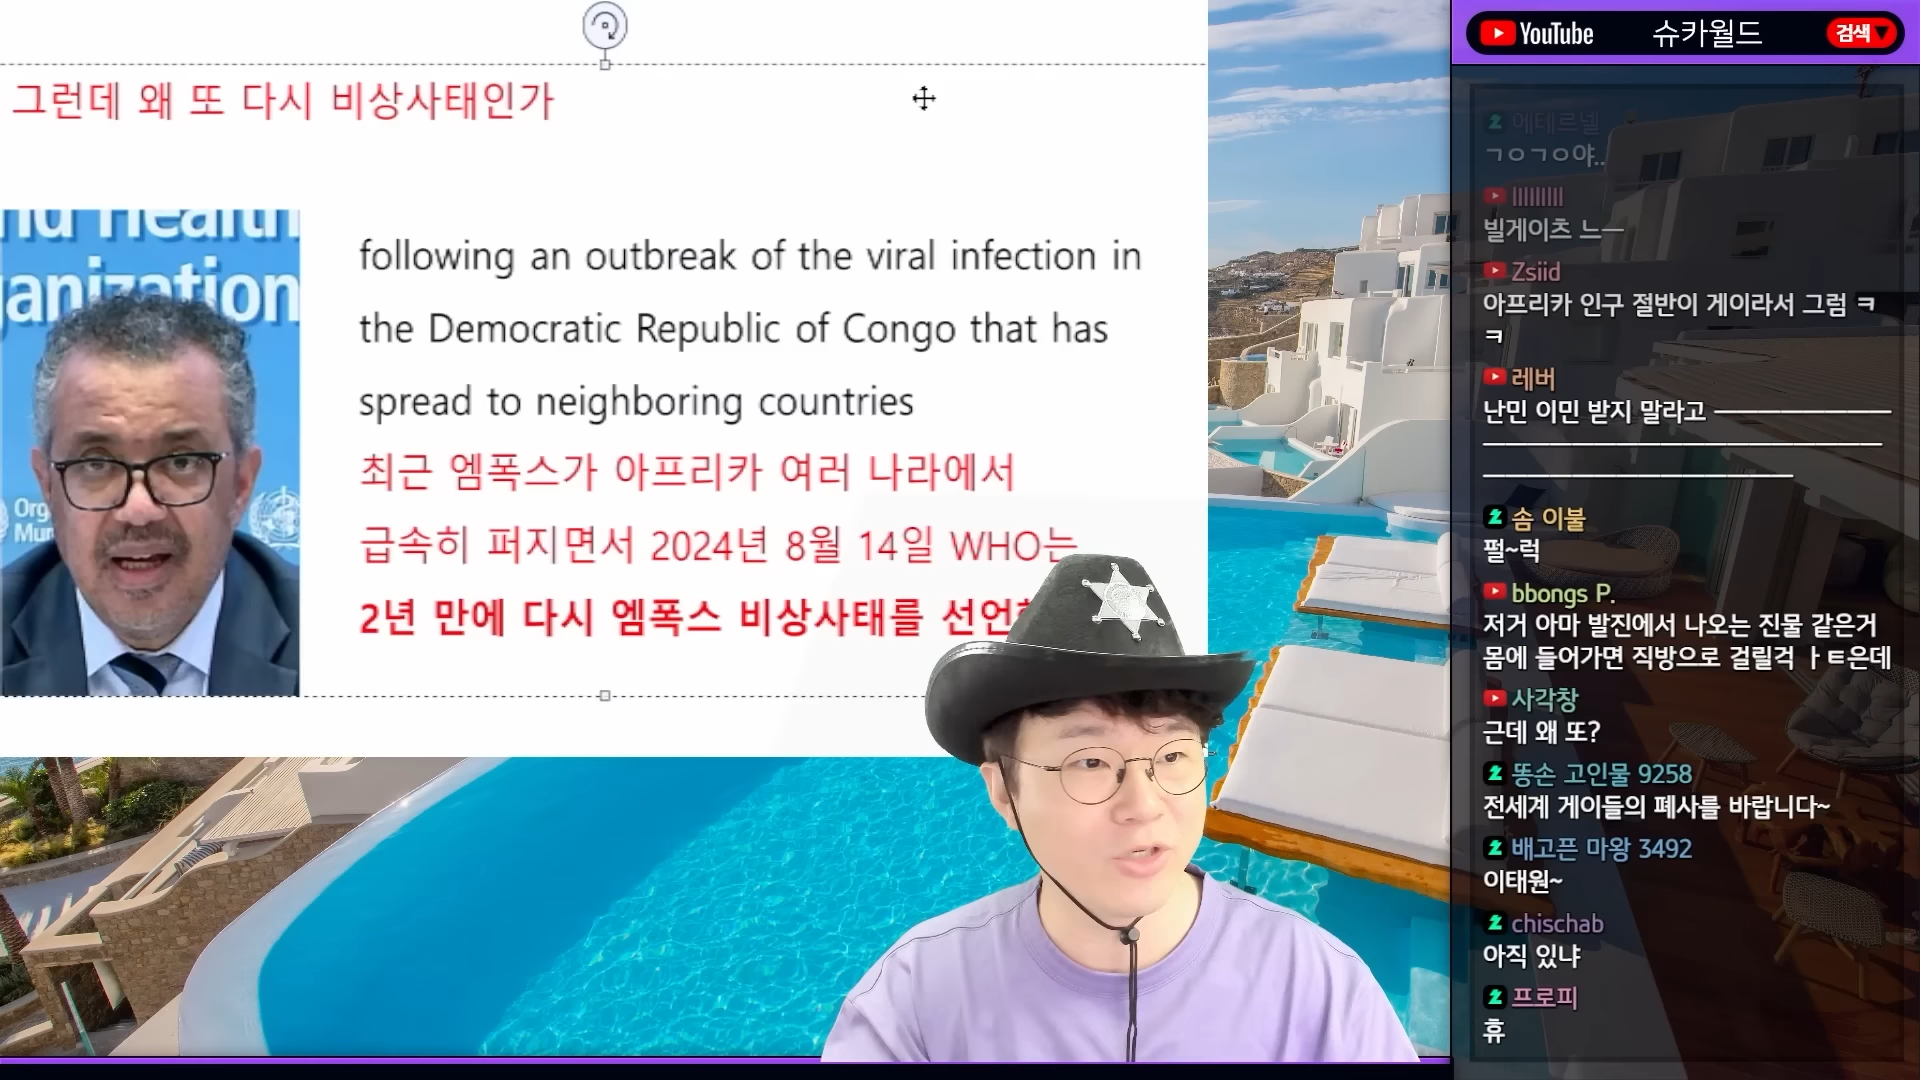 그런데 왜 또 다시 비상사태인가
following an outbreak of the viral infection in
the Democratic Republic of Congo that has
spread to neighboring countries
최근 엠폭스가 아프리카 여러 나라에서
급속히 퍼지면서 2024년 8월 14일 WHO는
2년 만에 다시 엠폭스 비상사태를 선언
Health
ganization
YouTube 슈카월드 검색▼
에테르넬
ㄱㅇㄱㅇ야..
lllllllll
빌게이츠 느ㅡ
Zsiid
아프리카 인구 절반이 게이라서 그럼 ㅋ
ㅋ
레버
난민 이민 받지 말라고 ㅡㅡㅡㅡㅡㅡㅡㅡ
ㅡㅡㅡㅡㅡㅡㅡㅡㅡㅡㅡㅡㅡㅡㅡㅡㅡㅡ
ㅡㅡㅡㅡㅡㅡㅡㅡㅡㅡㅡㅡㅡㅡ
솜 이불
펄~럭
bbongs P.
저거 아마 발진에서 나오는 진물 같은거
몸에 들어가면 직방으로 걸릴걱 ㅏㅌ은데
사각창
근데 왜 또?
똥손 고인물 9258
전세계 게이들의 폐사를 바랍니다~
배고픈 마왕 3492
이태원~
chischab
아직 있냐
프로피
휴